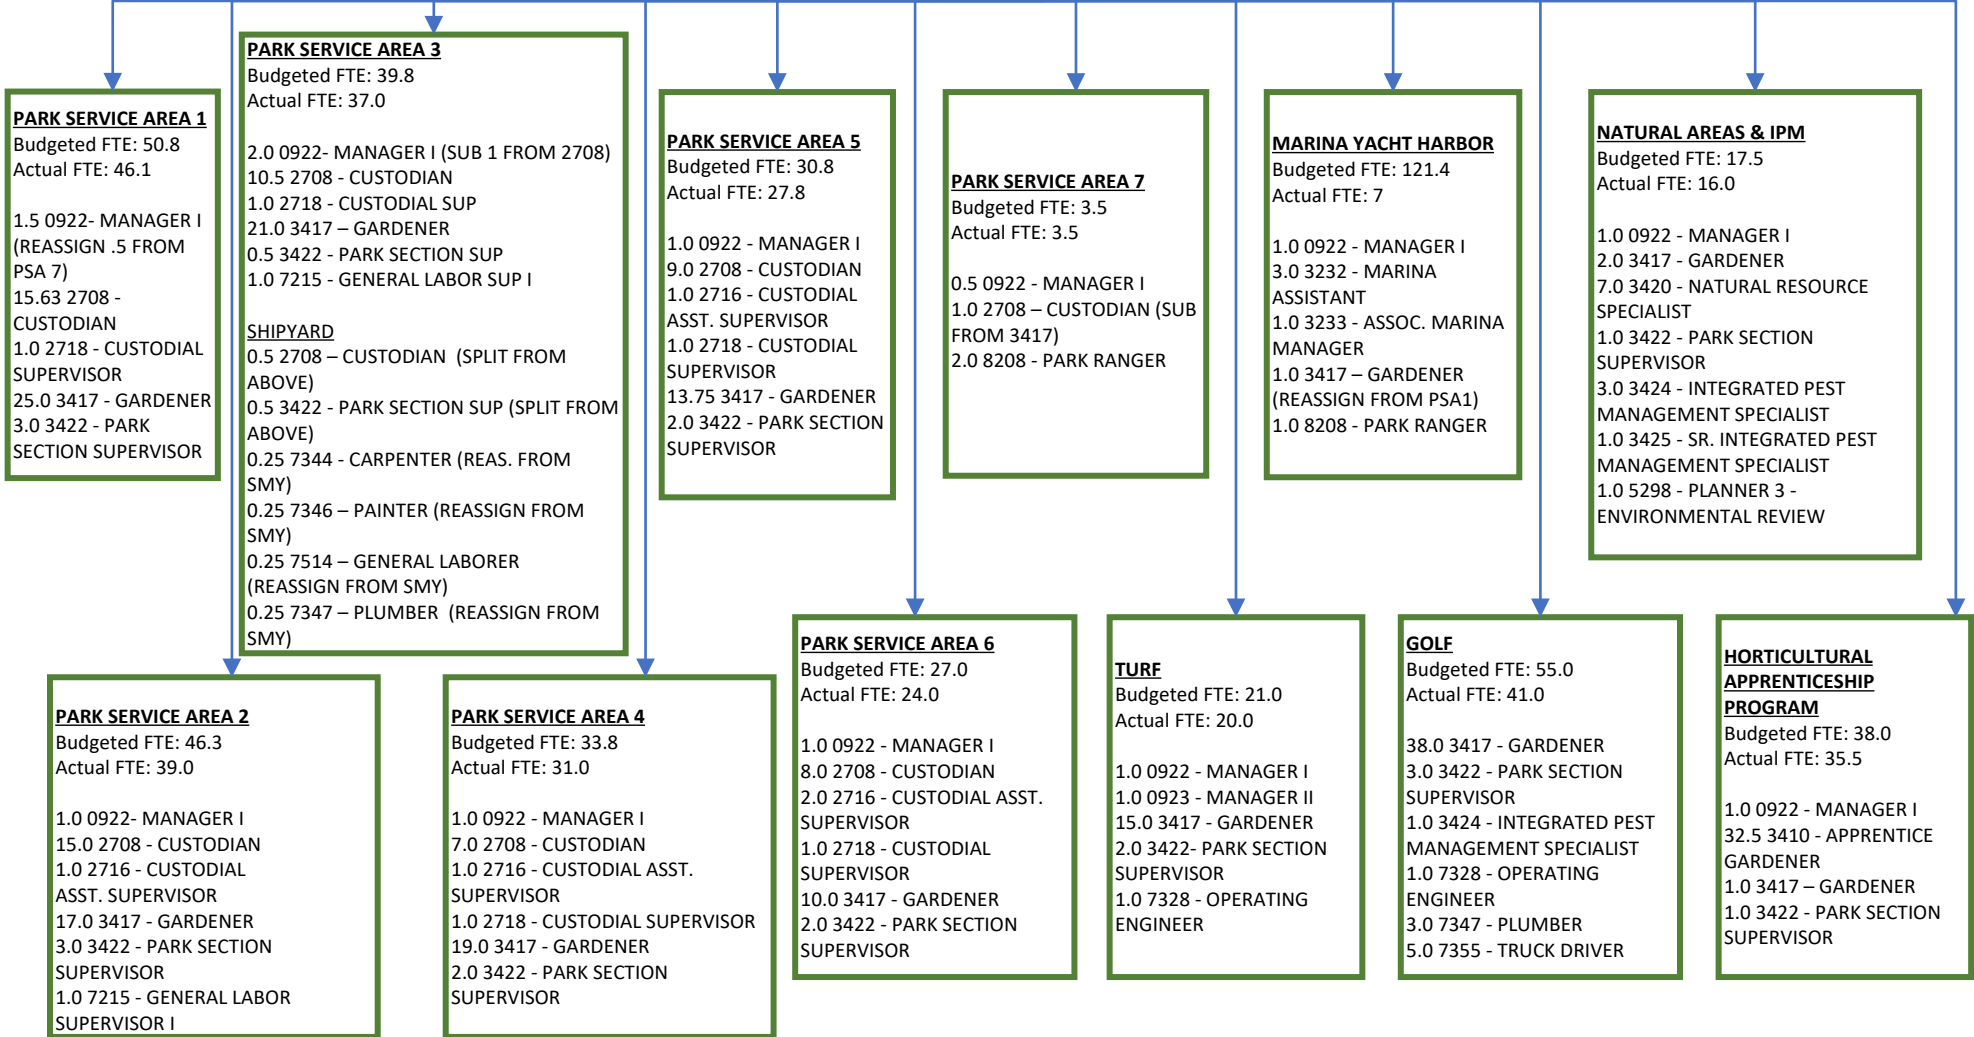 PARK SERVICE AREA 1
Budgeted FTE: 50.8
Actual FTE: 46.1
1.5 0922- MANAGER I
(REASSIGN .5 FROM
PSA 7)
15.63 2708 -
CUSTODIAN
1.0 2718 - CUSTODIAL
SUPERVISOR
25.0 3417 - GARDENER
3.0 3422 - PARK
SECTION SUPERVISOR
PARK SERVICE AREA 3
Budgeted FTE: 39.8
Actual FTE: 37.0
2.0 0922- MANAGER I (SUB 1 FROM 2708)
10.5 2708 - CUSTODIAN
1.0 2718 - CUSTODIAL SUP
21.0 3417 – GARDENER
0.5 3422 - PARK SECTION SUP
1.0 7215 - GENERAL LABOR SUP I
SHIPYARD
0.5 2708 – CUSTODIAN (SPLIT FROM
ABOVE)
0.5 3422 - PARK SECTION SUP (SPLIT FROM
ABOVE)
0.25 7344 - CARPENTER (REAS. FROM
SMY)
0.25 7346 – PAINTER (REASSIGN FROM
SMY)
0.25 7514 – GENERAL LABORER
(REASSIGN FROM SMY)
0.25 7347 – PLUMBER (REASSIGN FROM
SMY)
PARK SERVICE AREA 5
Budgeted FTE: 30.8
Actual FTE: 27.8
1.0 0922 - MANAGER I
9.0 2708 - CUSTODIAN
1.0 2716 - CUSTODIAL
ASST. SUPERVISOR
1.0 2718 - CUSTODIAL
SUPERVISOR
13.75 3417 - GARDENER
2.0 3422 - PARK SECTION
SUPERVISOR
PARK SERVICE AREA 7
Budgeted FTE: 3.5
Actual FTE: 3.5
0.5 0922 - MANAGER I
1.0 2708 – CUSTODIAN (SUB
FROM 3417)
2.0 8208 - PARK RANGER
MARINA YACHT HARBOR
Budgeted FTE: 121.4
Actual FTE: 7
1.0 0922 - MANAGER I
3.0 3232 - MARINA
ASSISTANT
1.0 3233 - ASSOC. MARINA
MANAGER
1.0 3417 – GARDENER
(REASSIGN FROM PSA1)
1.0 8208 - PARK RANGER
NATURAL AREAS & IPM
Budgeted FTE: 17.5
Actual FTE: 16.0
1.0 0922 - MANAGER I
2.0 3417 - GARDENER
7.0 3420 - NATURAL RESOURCE
SPECIALIST
1.0 3422 - PARK SECTION
SUPERVISOR
3.0 3424 - INTEGRATED PEST
MANAGEMENT SPECIALIST
1.0 3425 - SR. INTEGRATED PEST
MANAGEMENT SPECIALIST
1.0 5298 - PLANNER 3 -
ENVIRONMENTAL REVIEW
PARK SERVICE AREA 2
Budgeted FTE: 46.3
Actual FTE: 39.0
1.0 0922- MANAGER I
15.0 2708 - CUSTODIAN
1.0 2716 - CUSTODIAL
ASST. SUPERVISOR
17.0 3417 - GARDENER
3.0 3422 - PARK SECTION
SUPERVISOR
1.0 7215 - GENERAL LABOR
SUPERVISOR I
PARK SERVICE AREA 4
Budgeted FTE: 33.8
Actual FTE: 31.0
1.0 0922 - MANAGER I
7.0 2708 - CUSTODIAN
1.0 2716 - CUSTODIAL ASST.
SUPERVISOR
1.0 2718 - CUSTODIAL SUPERVISOR
19.0 3417 - GARDENER
2.0 3422 - PARK SECTION
SUPERVISOR
PARK SERVICE AREA 6
Budgeted FTE: 27.0
Actual FTE: 24.0
1.0 0922 - MANAGER I
8.0 2708 - CUSTODIAN
2.0 2716 - CUSTODIAL ASST.
SUPERVISOR
1.0 2718 - CUSTODIAL
SUPERVISOR
10.0 3417 - GARDENER
2.0 3422 - PARK SECTION
SUPERVISOR
TURF
Budgeted FTE: 21.0
Actual FTE: 20.0
1.0 0922 - MANAGER I
1.0 0923 - MANAGER II
15.0 3417 - GARDENER
2.0 3422- PARK SECTION
SUPERVISOR
1.0 7328 - OPERATING
ENGINEER
GOLF
Budgeted FTE: 55.0
Actual FTE: 41.0
38.0 3417 - GARDENER
3.0 3422 - PARK SECTION
SUPERVISOR
1.0 3424 - INTEGRATED PEST
MANAGEMENT SPECIALIST
1.0 7328 - OPERATING
ENGINEER
3.0 7347 - PLUMBER
5.0 7355 - TRUCK DRIVER
HORTICULTURAL
APPRENTICESHIP
PROGRAM
Budgeted FTE: 38.0
Actual FTE: 35.5
1.0 0922 - MANAGER I
32.5 3410 - APPRENTICE
GARDENER
1.0 3417 – GARDENER
1.0 3422 - PARK SECTION
SUPERVISOR